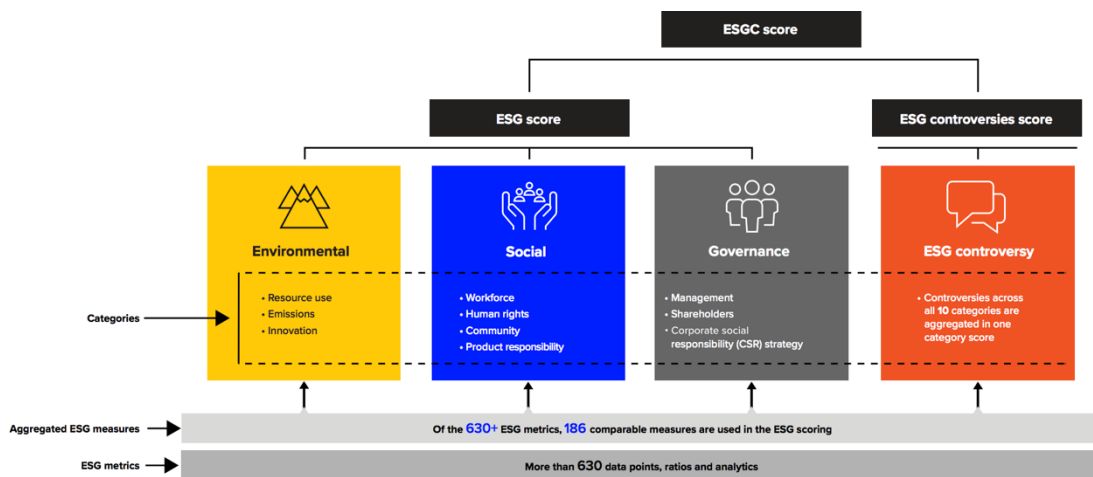 ESGC score
ESG score
ESG controversies score
Environmental
Social
Governance
ESG controversy
Categories
• Resource use
• Emissions
• Innovation
• Workforce
• Human rights
• Community
• Product responsibility
• Management
• Shareholders
• Corporate social
responsibility (CSR) strategy
• Controversies across
all 10 categories are
aggregated in one
category score
Aggregated ESG measures
Of the 630+ ESG metrics, 186 comparable measures are used in the ESG scoring
ESG metrics
More than 630 data points, ratios and analytics